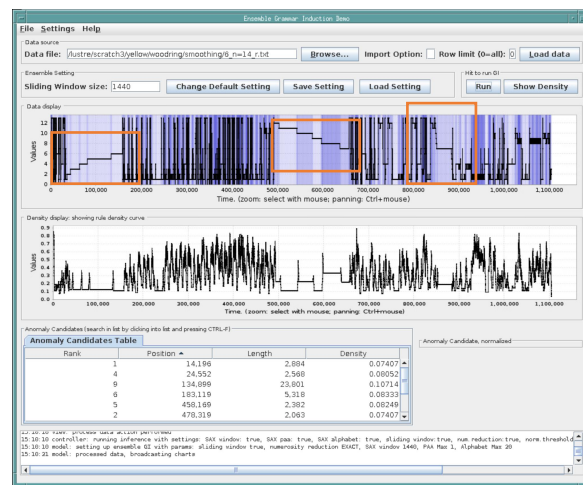 Ensemble Grammar Induction Demo
File Settings Help
Data source
Data file: /lustre/scratch3/yellow/woodring/smoothing/6_n=14_r.txt Browse... Import Option: Row limit (0=all): 0 Load data
Ensemble Setting
Hit to run GI
Sliding Window size: 1440 Change Default Setting Save Setting Load Setting Run Show Density
Data display
12
10
8
6
4
2
0
Values
0 100,000 200,000 300,000 400,000 500,000 600,000 700,000 800,000 900,000 1,000,000 1,100,000
Time, (zoom: select with mouse; panning: Ctrl+mouse)
Density display: showing rule density curve
0.9
0.8
0.7
0.6
0.5
0.4
0.3
0.2
0.1
0.0
Values
0 100,000 200,000 300,000 400,000 500,000 600,000 700,000 800,000 900,000 1,000,000 1,100,000
Time, (zoom: select with mouse; panning: Ctrl+mouse)
Anomaly Candidates (search in list by clicking into list and pressing CTRL-F)
Anomaly Candidate, normalized
Anomaly Candidates Table
Rank Position Length Density
1 14,196 2,884 0.07407
4 24,552 2,568 0.08052
9 134,899 23,801 0.10714
6 183,119 5,318 0.08333
5 458,169 2,382 0.08249
2 478,319 2,063 0.07407
15:10:10 view: process data action performed
15:10:10 controller: running inference with settings: SAX window: true, SAX paa: true, SAX alphabet: true, sliding window:true, num.reduction:true, norm.threshold
15:10:10 model: setting up ensemble GI with params: sliding window true, numerosity reduction EXACT, SAX window 1440, PAA Max 1, Alphabet Max 20
15:10:21 model: processed data, broadcasting charts